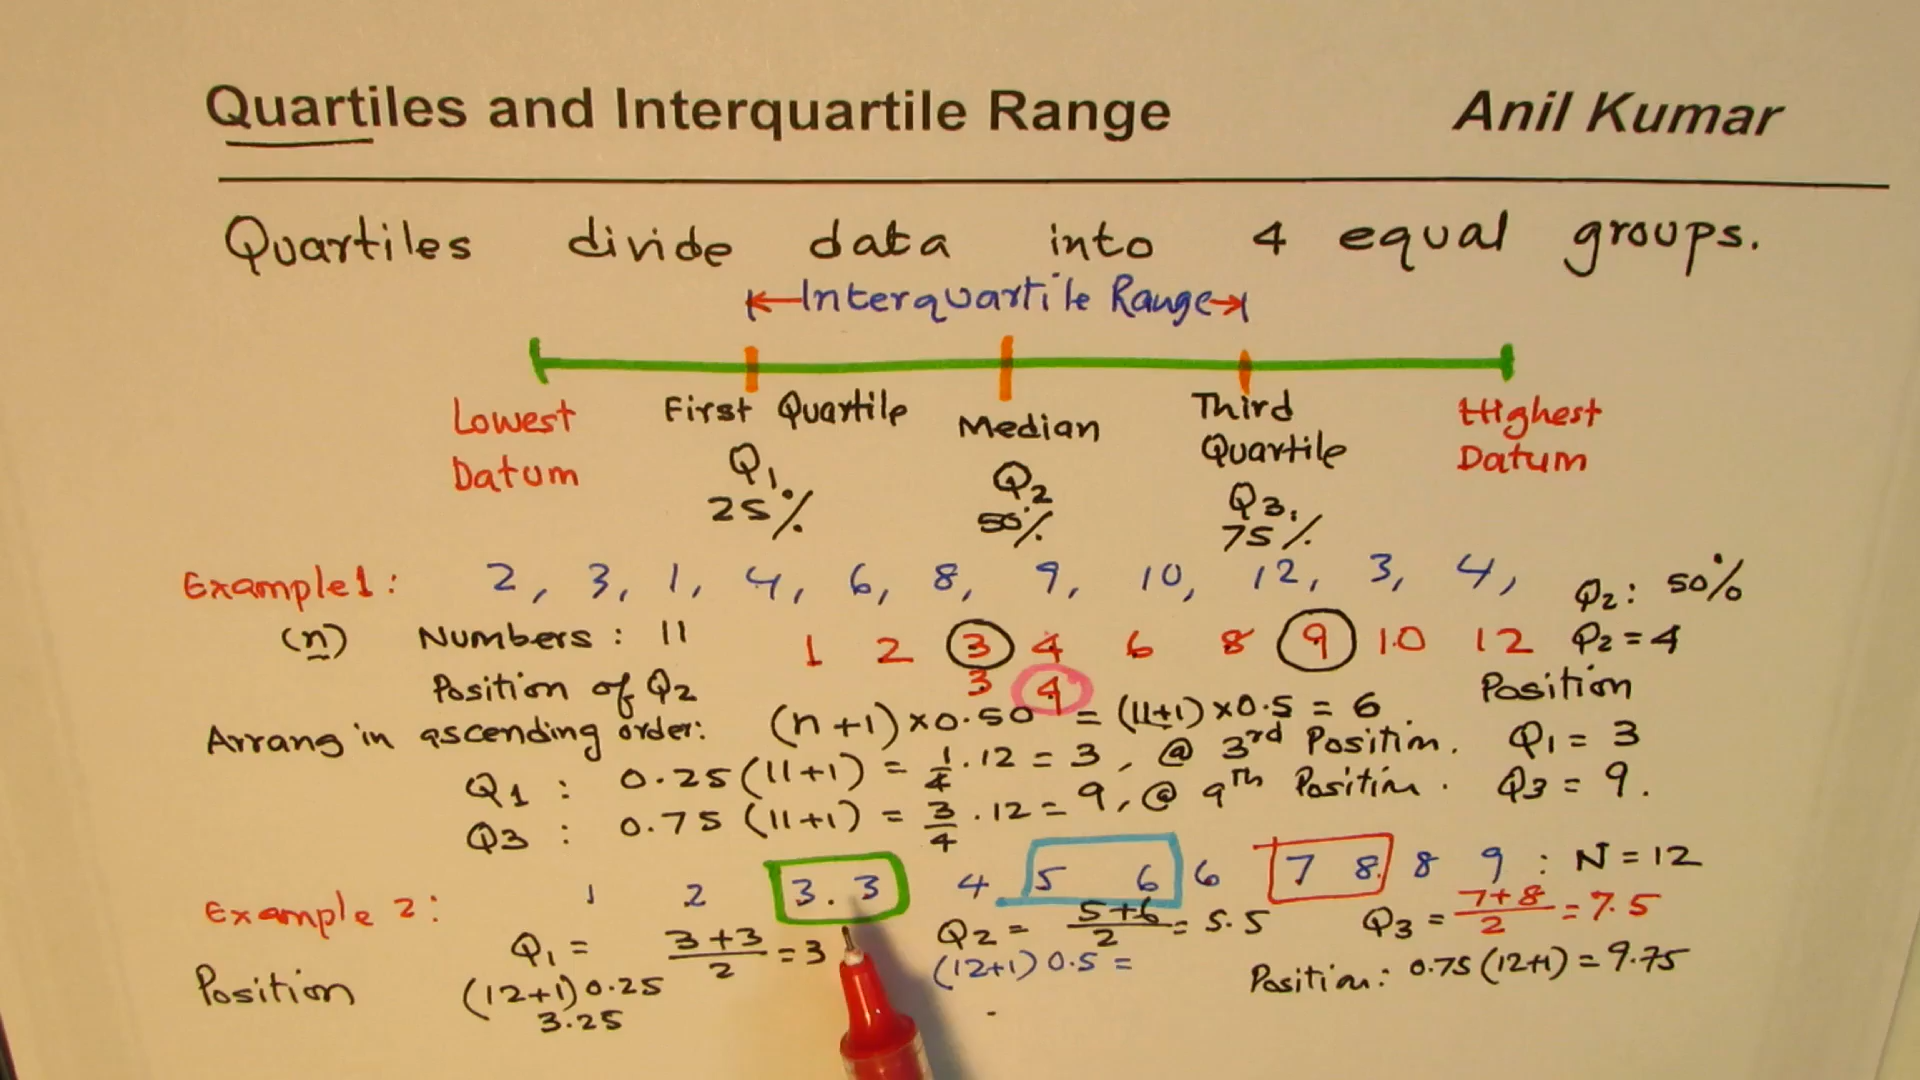 Quartiles and Interquartile Range Anil Kumar
Quartiles divide data into 4 equal groups.
Interquartile Range
Lowest Datum
First Quartile Q1 25%
Median Q2 50%
Third Quartile Q3 75%
Highest Datum
Example 1: 2, 3, 1, 4, 6, 8, 9, 10, 12, 3, 4, Q2: 50%
(n) Numbers: 11 1 2 3 4 6 8 9 10 12 Q2 = 4
Position of Q2 3 4 Position
Arrang in ascending order: (n+1)×0.50 = (11+1)×0.5 = 6
Q1 : 0.25(11+1) = 1/4 . 12 = 3, @ 3rd Position. Q1 = 3
Q3 : 0.75(11+1) = 3/4 . 12 = 9, @ 9th Position. Q3 = 9.
Example 2: 1 2 3. 3 4 5 6 6 7 8 8 9 : N = 12
Q1 = 3+3/2 = 3 Q2 = 5+6/2 = 5.5 Q3 = 7+8/2 = 7.5
Position (12+1)0.25 (12+1)0.5 = Position: 0.75(12+1) = 9.75
3.25